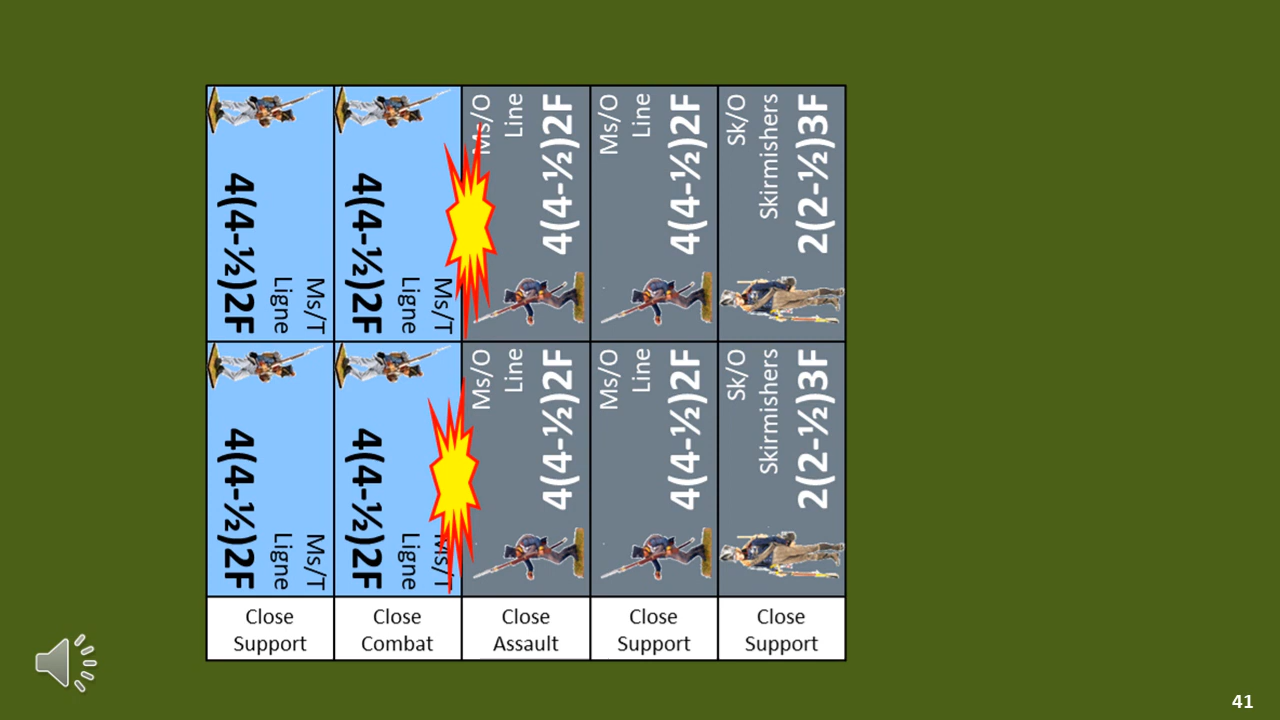 4(4-½)2F
Ligne
Ms/T
4(4-½)2F
Ligne
Ms/T
Ms/O
Line
4(4-½)2F
Ms/O
Line
4(4-½)2F
Sk/O
Skirmishers
2(2-½)3F
4(4-½)2F
Ligne
Ms/T
4(4-½)2F
Ligne
Ms/T
Ms/O
Line
4(4-½)2F
Ms/O
Line
4(4-½)2F
Sk/O
Skirmishers
2(2-½)3F
Close
Support
Close
Combat
Close
Assault
Close
Support
Close
Support
41